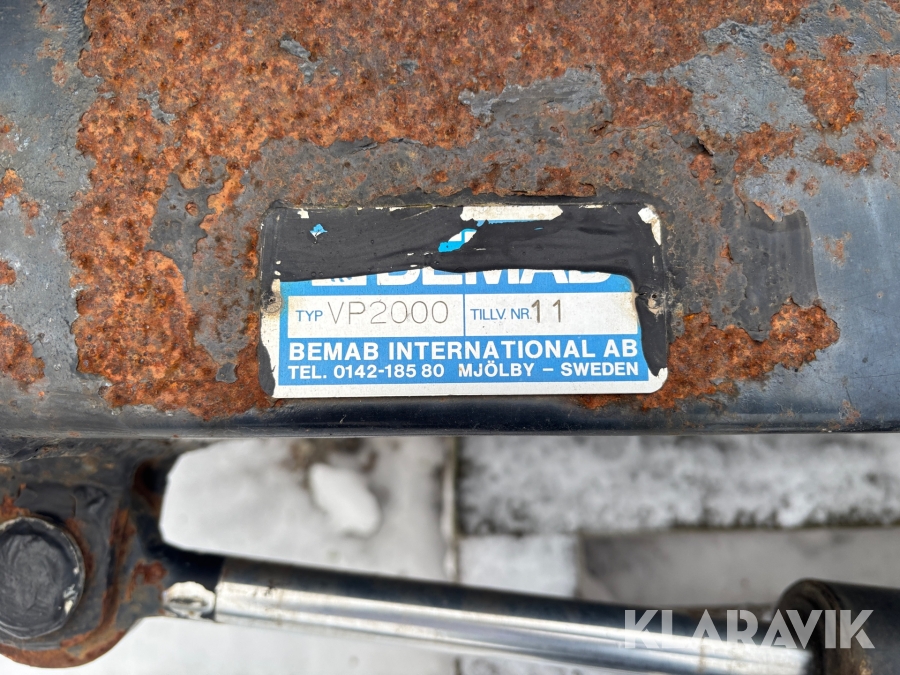 BEMAB
TYP VP2000 TILLV. NR. 11
BEMAB INTERNATIONAL AB
TEL. 0142-185 80 MJÖLBY – SWEDEN
KLARAVIK